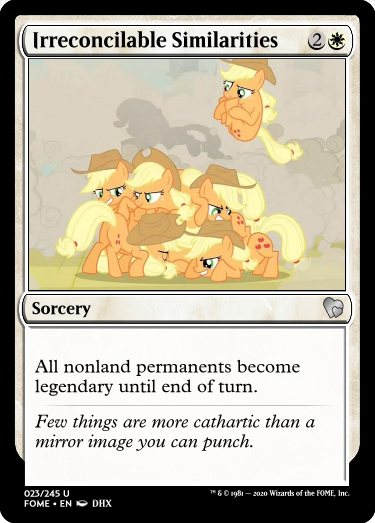 Irreconcilable Similarities 2
Sorcery
All nonland permanents become
legendary until end of turn.
Few things are more cathartic than a
mirror image you can punch.
023/245 U
FOME • EN DHX
™ & © 1981 — 2020 Wizards of the FOME, Inc.